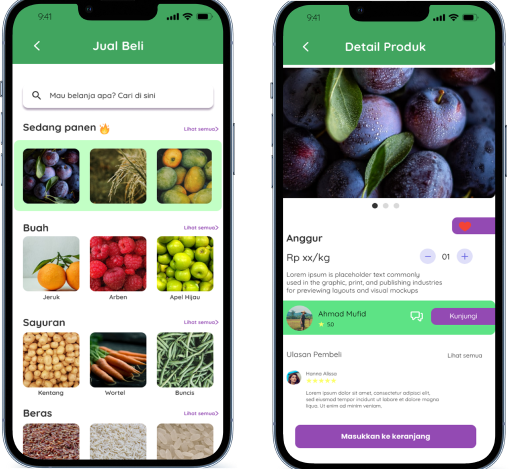 9:41
Jual Beli
Mau belanja apa? Cari di sini
Sedang panen 🔥
Lihat semua>
Buah
Lihat semua>
Jeruk
Arben
Apel Hijau
Sayuran
Lihat semua>
Kentang
Wortel
Buncis
Beras
Lihat semua>
9:41
Detail Produk
Anggur
Rp xx/kg
- 01 +
Lorem ipsum is placeholder text commonly
used in the graphic, print, and publishing industries
for previewing layouts and visual mockups
Ahmad Mufid
5.0
Kunjungi
Ulasan Pembeli
Lihat semua
Hanna Alissa
Lorem ipsum dolor sit amet, consectetur adipisci elit,
sed eiusmod tempor incidunt ut labore et dolore magna
liqua. Ut enim ad minim veniam.
Masukkan ke keranjang